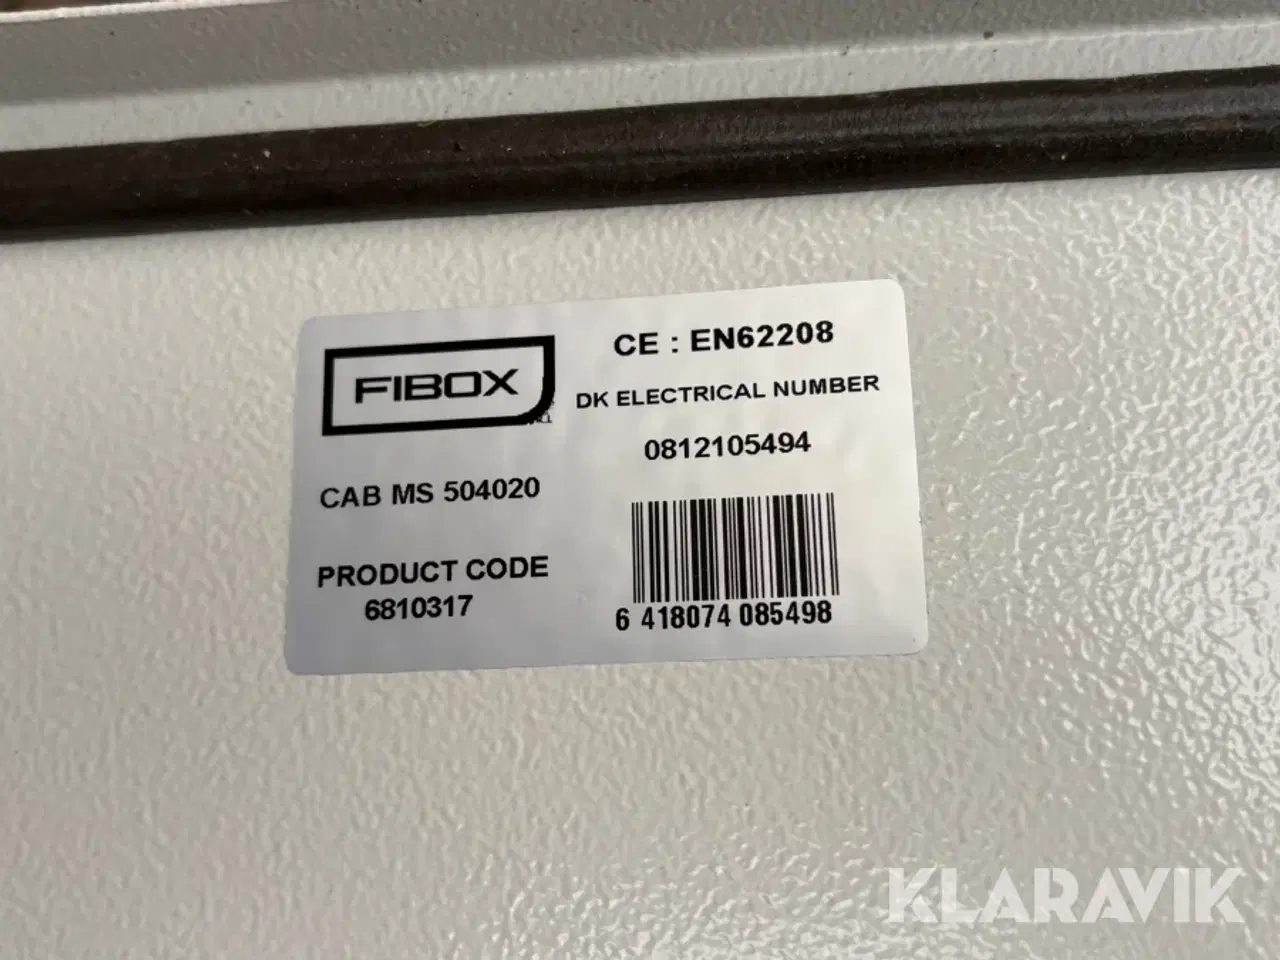 FIBOX
CAB MS 504020
PRODUCT CODE
6810317
CE : EN62208
DK ELECTRICAL NUMBER
0812105494
6 418074 085498
KLARAVIK